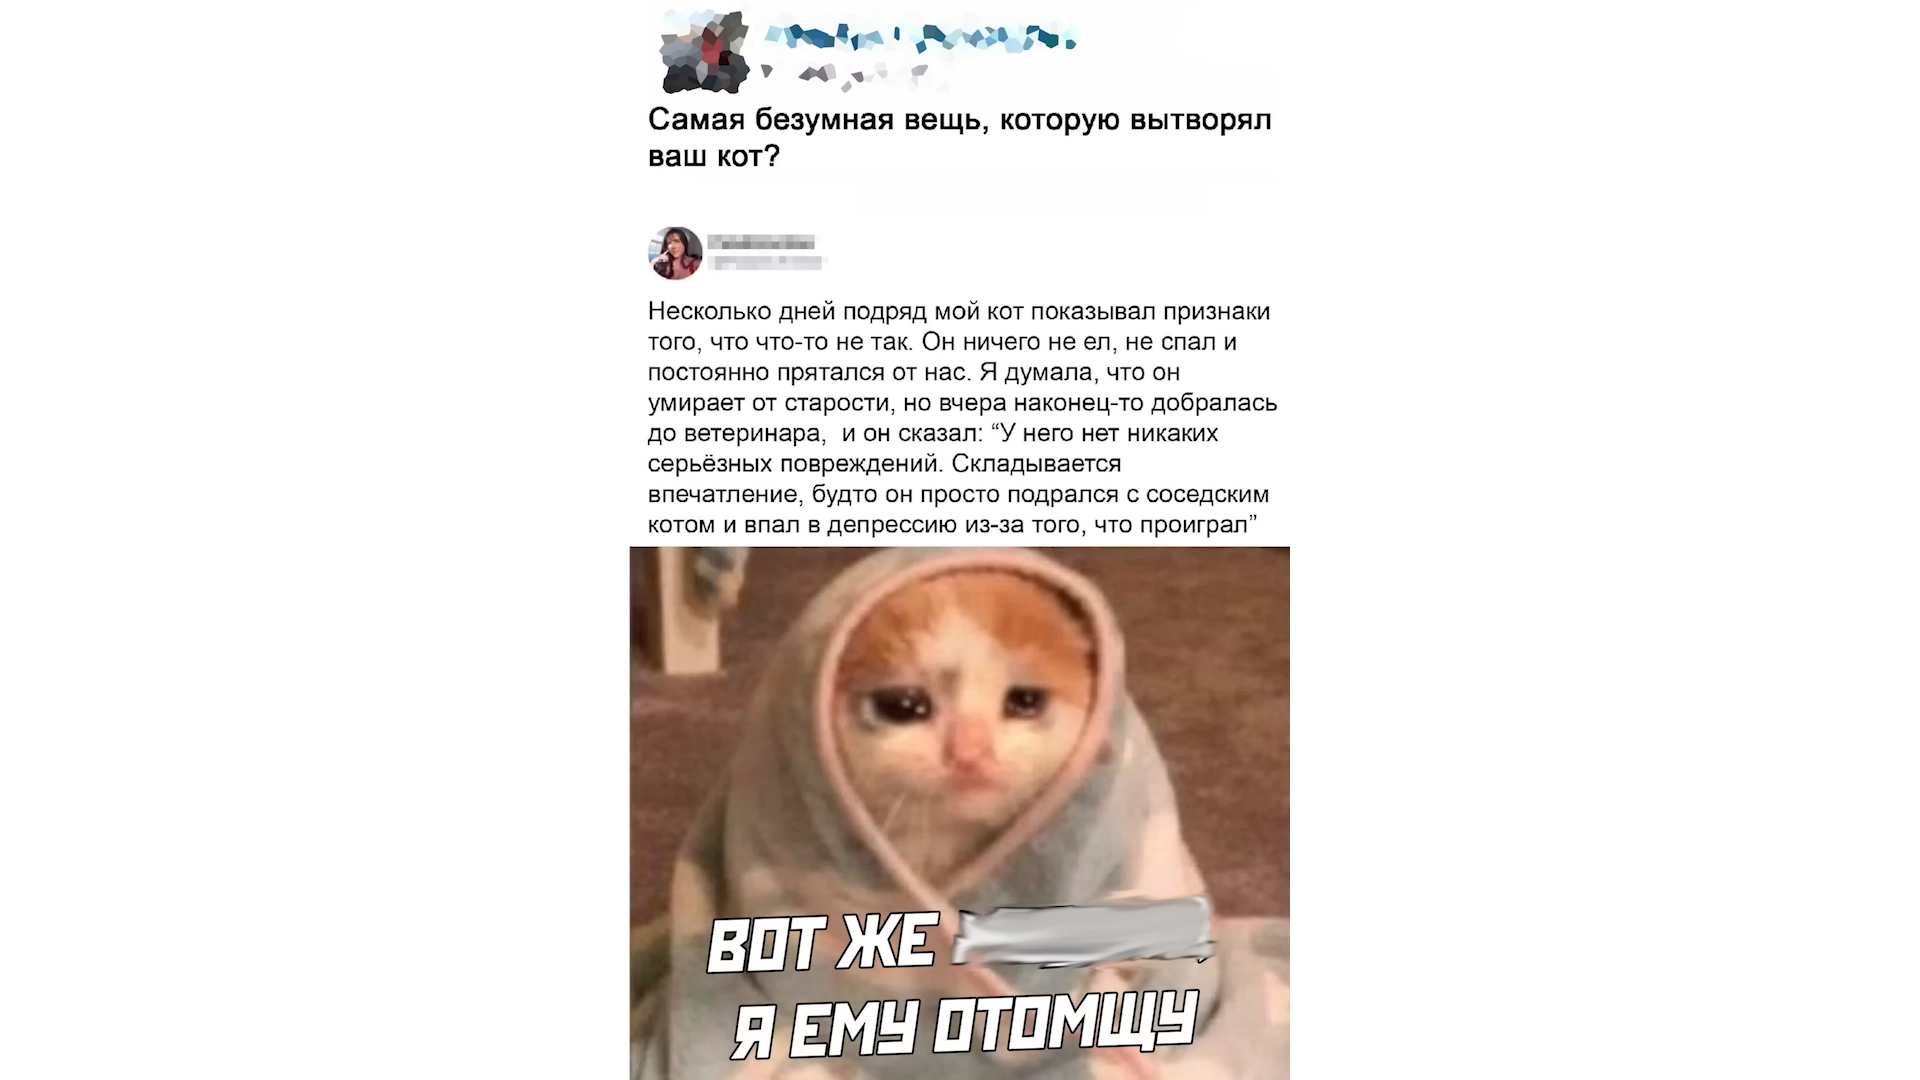 Самая безумная вещь, которую вытворял
ваш кот?
Несколько дней подряд мой кот показывал признаки
того, что что-то не так. Он ничего не ел, не спал и
постоянно прятался от нас. Я думала, что он
умирает от старости, но вчера наконец-то добралась
до ветеринара,  и он сказал: “У него нет никаких
серьёзных повреждений. Складывается
впечатление, будто он просто подрался с соседским
котом и впал в депрессию из-за того, что проиграл”
ВОТ ЖЕ
Я ЕМУ ОТОМЩУ